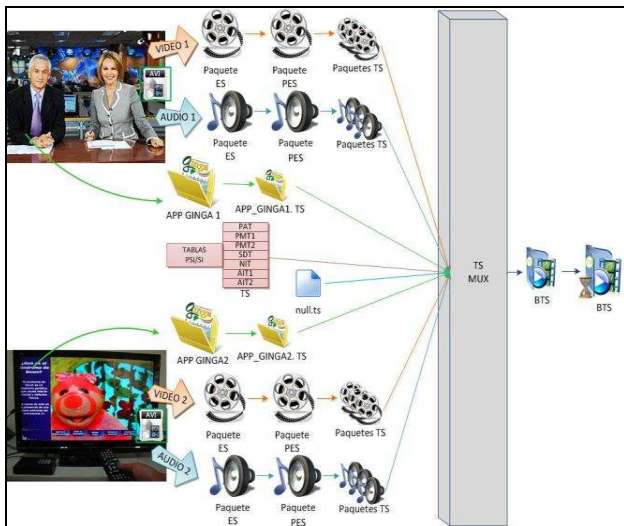 VIDEO 1
Paquete
ES
Paquete
PES
Paquetes TS
AVI
AUDIO 1
Paquete
ES
Paquete
PES
Paquetes TS
APP GINGA 1
APP_GINGA1. TS
TABLAS
PSI/SI
PAT
PMT1
PMT2
SDT
NIT
AIT1
AIT2
TS
null.ts
TS
MUX
BTS
BTS
APP GINGA2
APP_GINGA2. TS
VIDEO 2
Paquete
ES
Paquete
PES
Paquetes TS
AVI
AUDIO 2
Paquete
ES
Paquete
PES
Paquetes TS